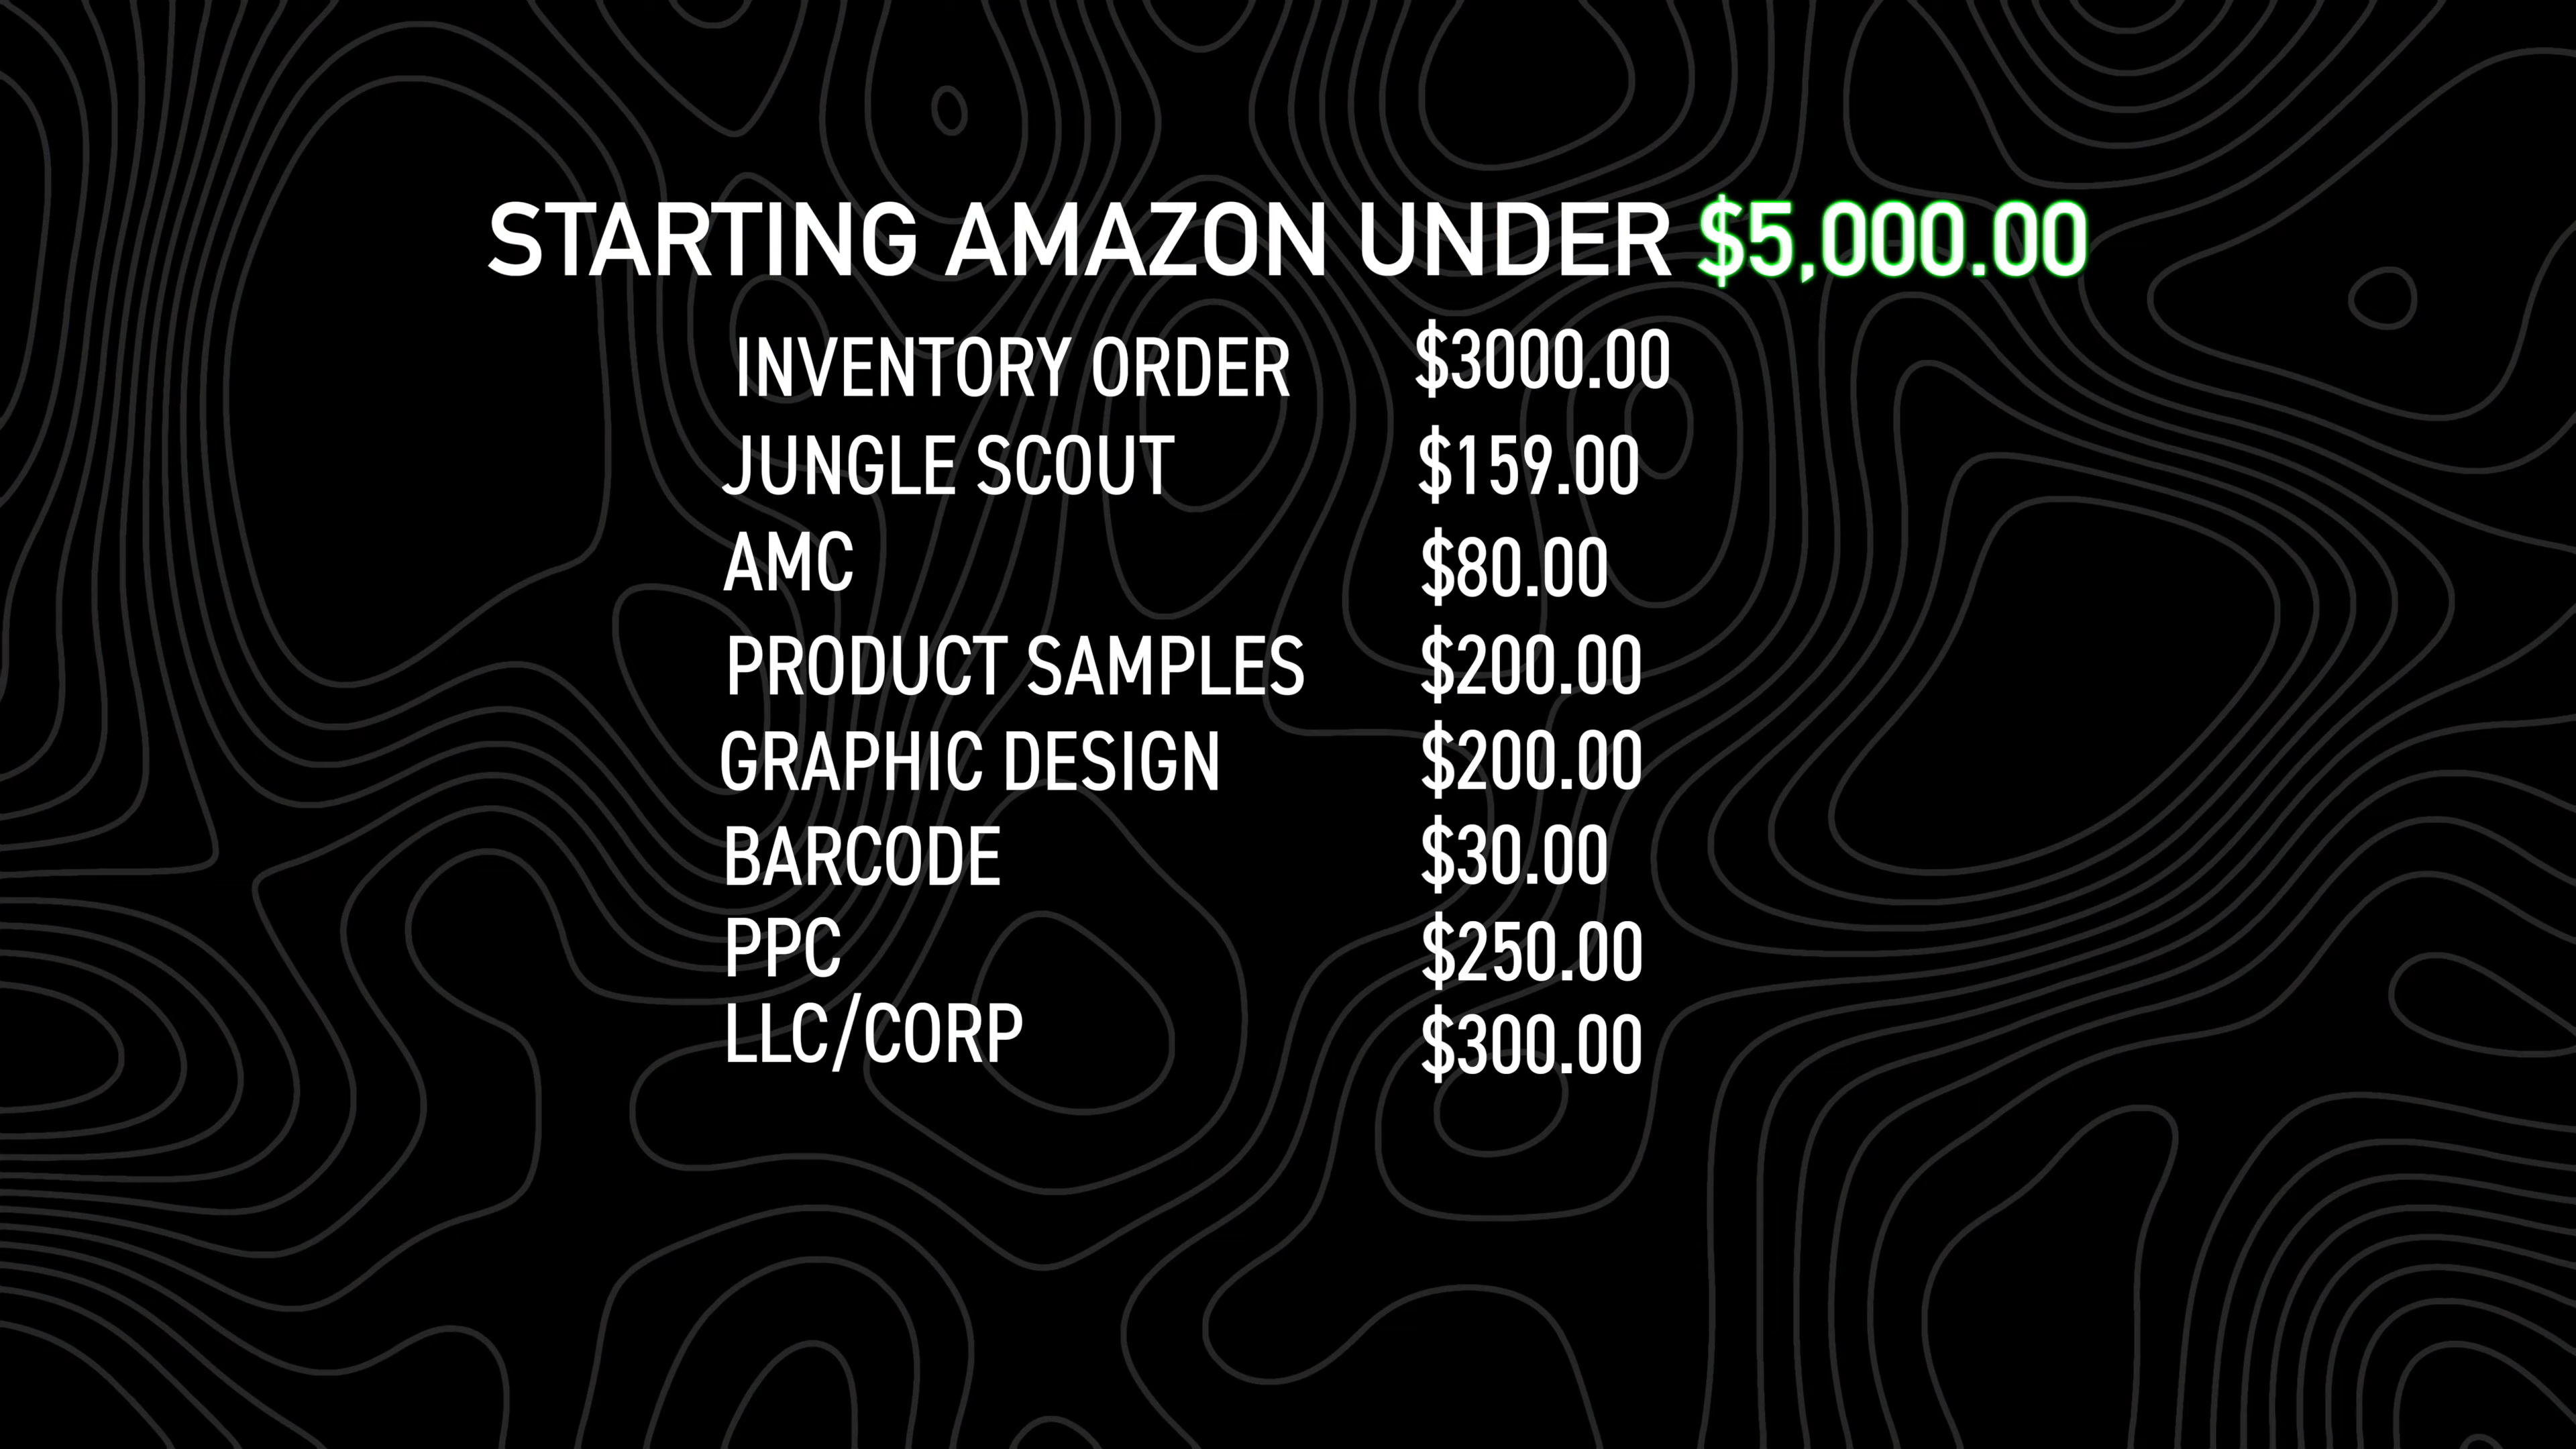 STARTING AMAZON UNDER $5,000.00
INVENTORY ORDER $3000.00
JUNGLE SCOUT $159.00
AMC $80.00
PRODUCT SAMPLES $200.00
GRAPHIC DESIGN $200.00
BARCODE $30.00
PPC $250.00
LLC/CORP $300.00